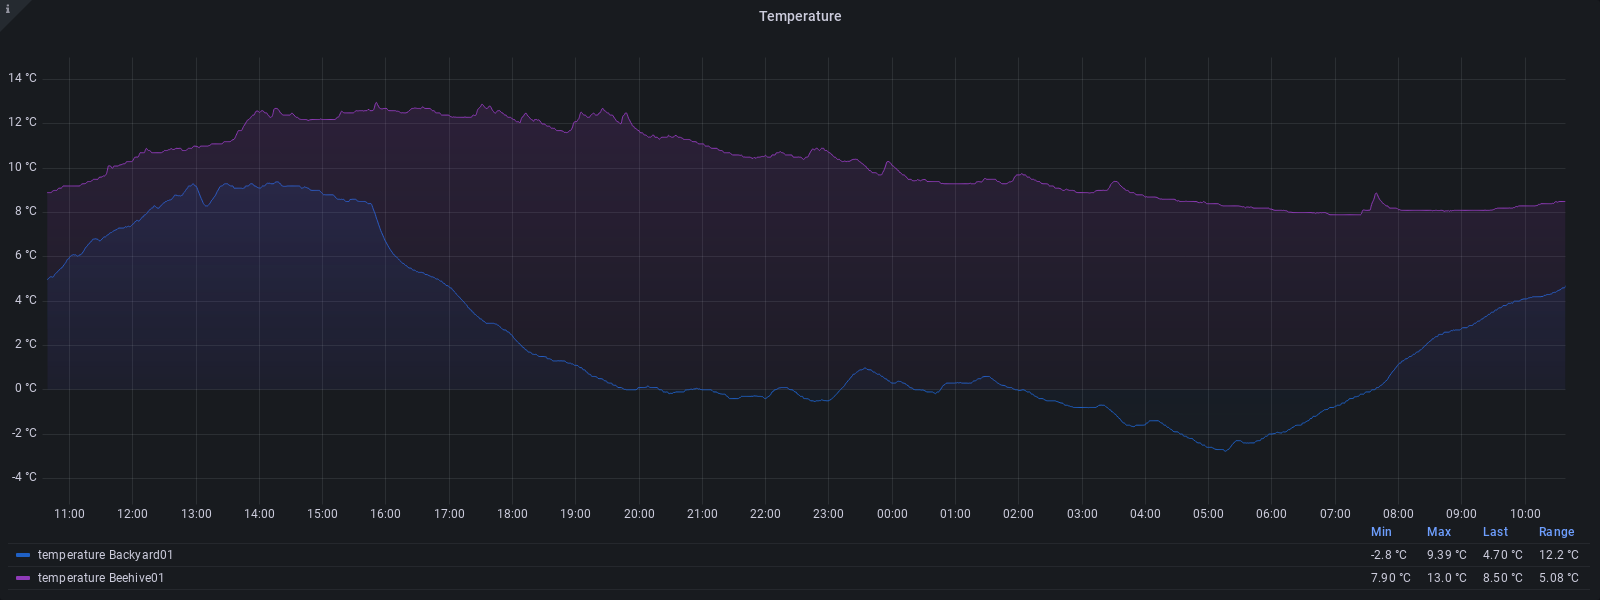 i
Temperature
14 °C
12 °C
10 °C
8 °C
6 °C
4 °C
2 °C
0 °C
-2 °C
-4 °C
11:00 12:00 13:00 14:00 15:00 16:00 17:00 18:00 19:00 20:00 21:00 22:00 23:00 00:00 01:00 02:00 03:00 04:00 05:00 06:00 07:00 08:00 09:00 10:00
Min Max Last Range
temperature Backyard01 -2.8 °C 9.39 °C 4.70 °C 12.2 °C
temperature Beehive01 7.90 °C 13.0 °C 8.50 °C 5.08 °C